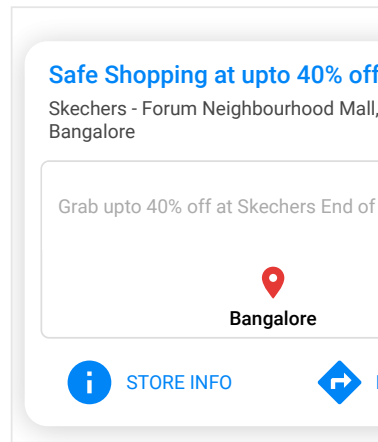 Safe Shopping at upto 40% off
Skechers - Forum Neighbourhood Mall,
Bangalore
Grab upto 40% off at Skechers End of
Bangalore
STORE INFO